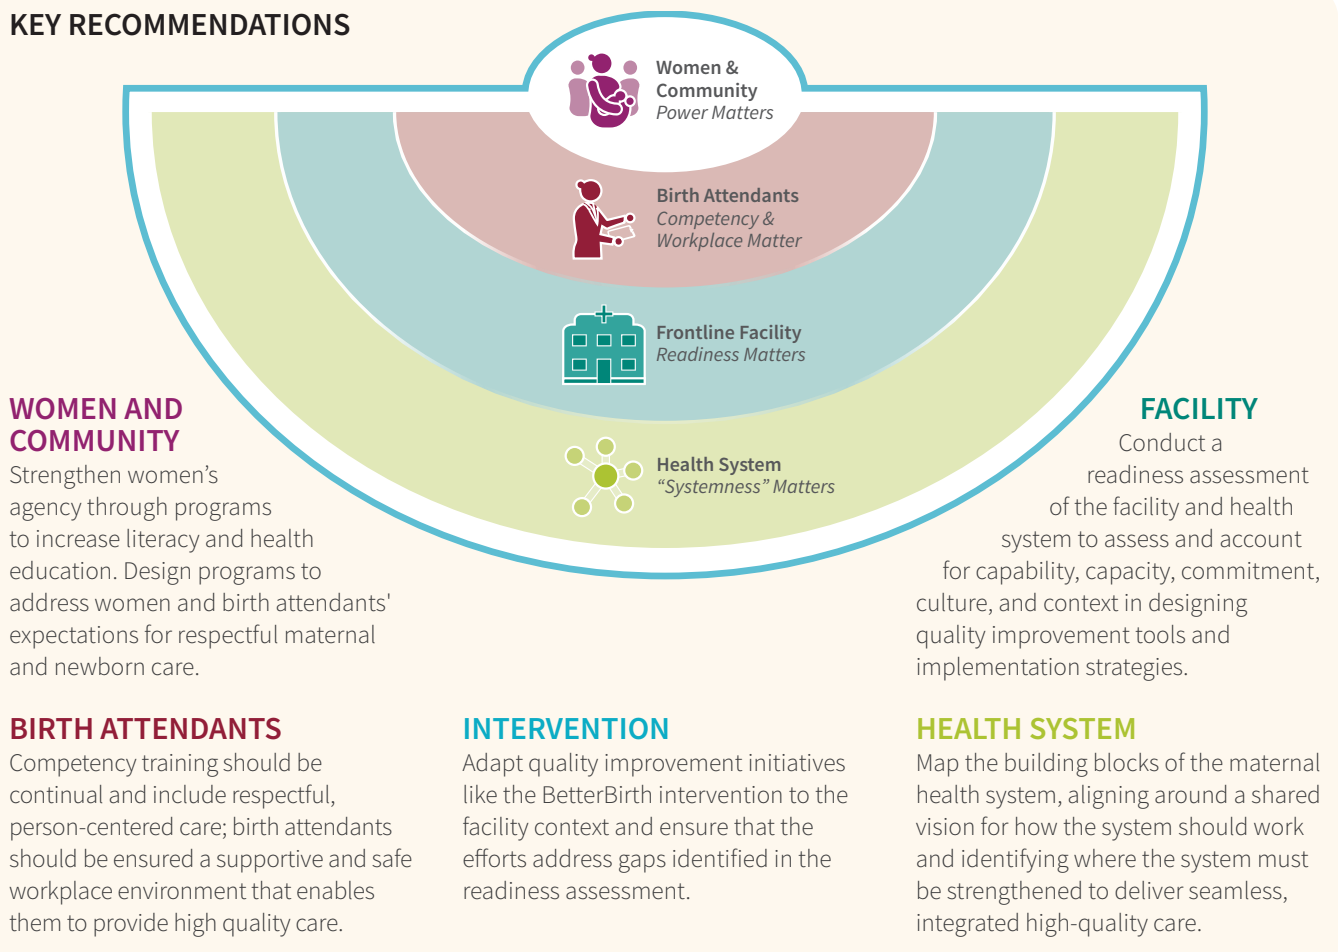 KEY RECOMMENDATIONS
Women &
Community
Power Matters
Birth Attendants
Competency &
Workplace Matter
Frontline Facility
Readiness Matters
Health System
“Systemness” Matters
WOMEN AND
COMMUNITY
Strengthen women’s
agency through programs
to increase literacy and health
education. Design programs to
address women and birth attendants'
expectations for respectful maternal
and newborn care.
FACILITY
Conduct a
readiness assessment
of the facility and health
system to assess and account
for capability, capacity, commitment,
culture, and context in designing
quality improvement tools and
implementation strategies.
BIRTH ATTENDANTS
Competency training should be
continual and include respectful,
person-centered care; birth attendants
should be ensured a supportive and safe
workplace environment that enables
them to provide high quality care.
INTERVENTION
Adapt quality improvement initiatives
like the BetterBirth intervention to the
facility context and ensure that the
efforts address gaps identified in the
readiness assessment.
HEALTH SYSTEM
Map the building blocks of the maternal
health system, aligning around a shared
vision for how the system should work
and identifying where the system must
be strengthened to deliver seamless,
integrated high-quality care.